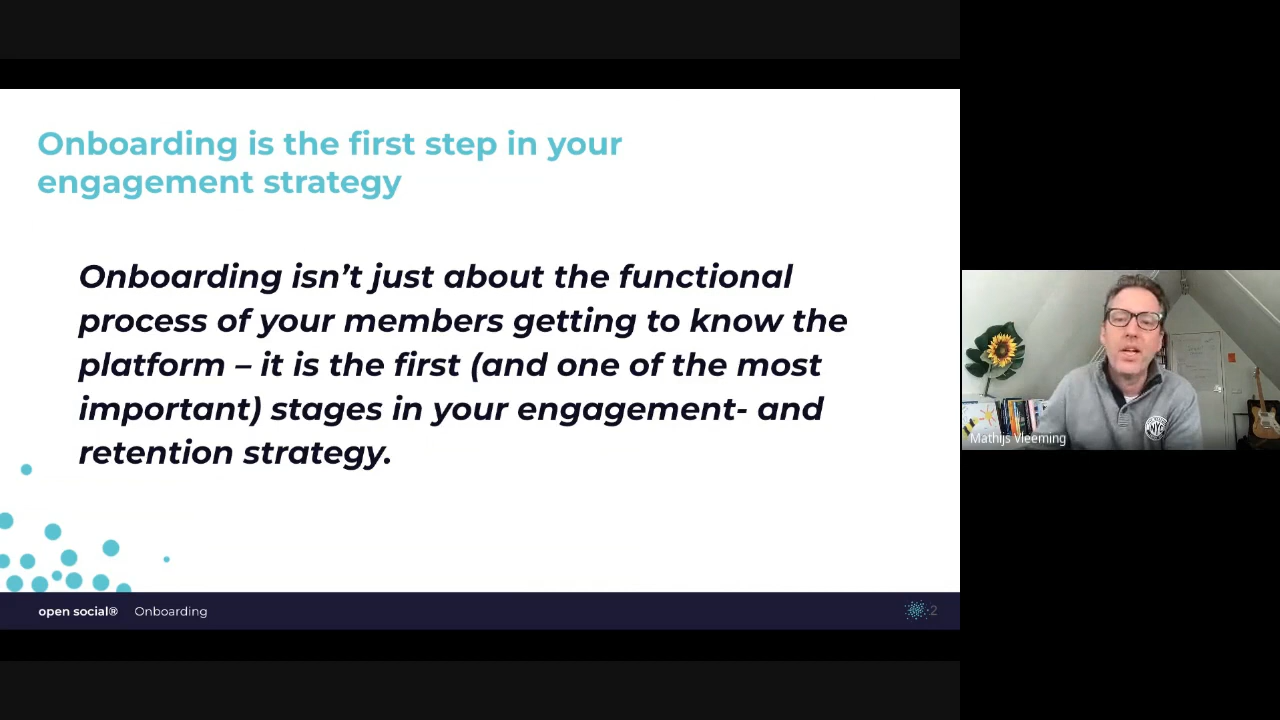 Onboarding is the first step in your
engagement strategy
Onboarding isn’t just about the functional
process of your members getting to know the
platform – it is the first (and one of the most
important) stages in your engagement- and
retention strategy.
open social® Onboarding
2
Mathijs Vleeming